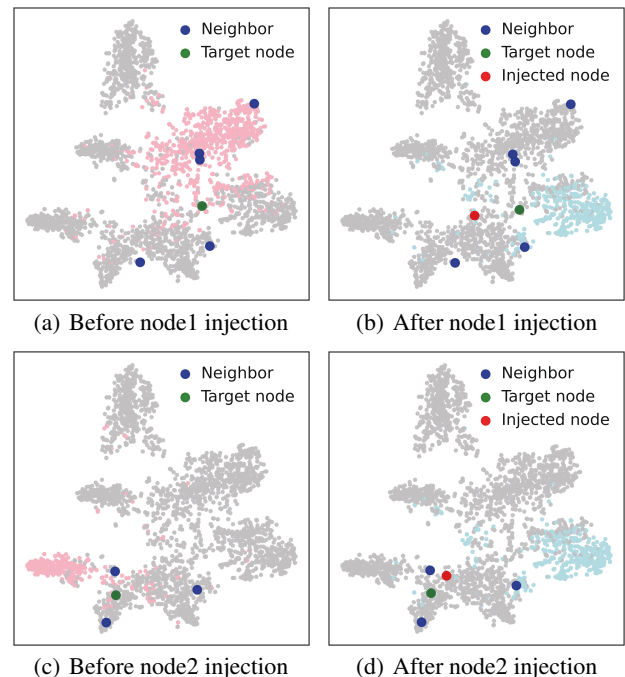 Neighbor
Target node
(a) Before node1 injection
Neighbor
Target node
Injected node
(b) After node1 injection
Neighbor
Target node
(c) Before node2 injection
Neighbor
Target node
Injected node
(d) After node2 injection